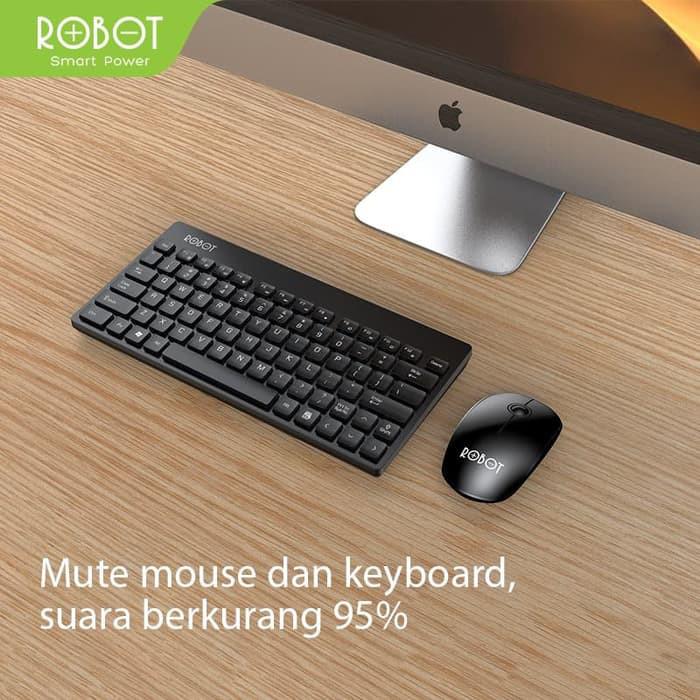 ROBOT
Smart Power
ROBOT
ROBOT
Mute mouse dan keyboard,
suara berkurang 95%